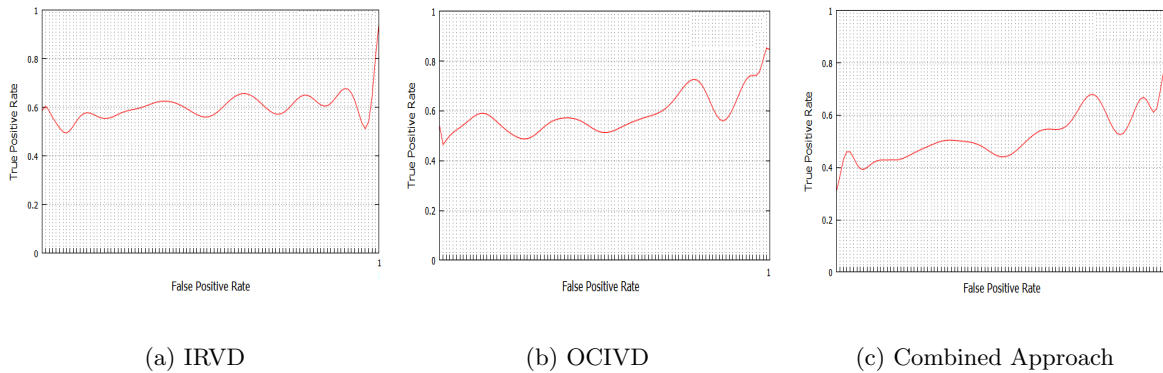 1
0.8
0.6
0.4
0.2
0
True Positive Rate
1
False Positive Rate
(a) IRVD
1
0.8
0.6
0.4
0.2
0
True Positive Rate
1
False Positive Rate
(b) OCIVD
1
0.8
0.6
0.4
0.2
0
True Positive Rate
False Positive Rate
(c) Combined Approach